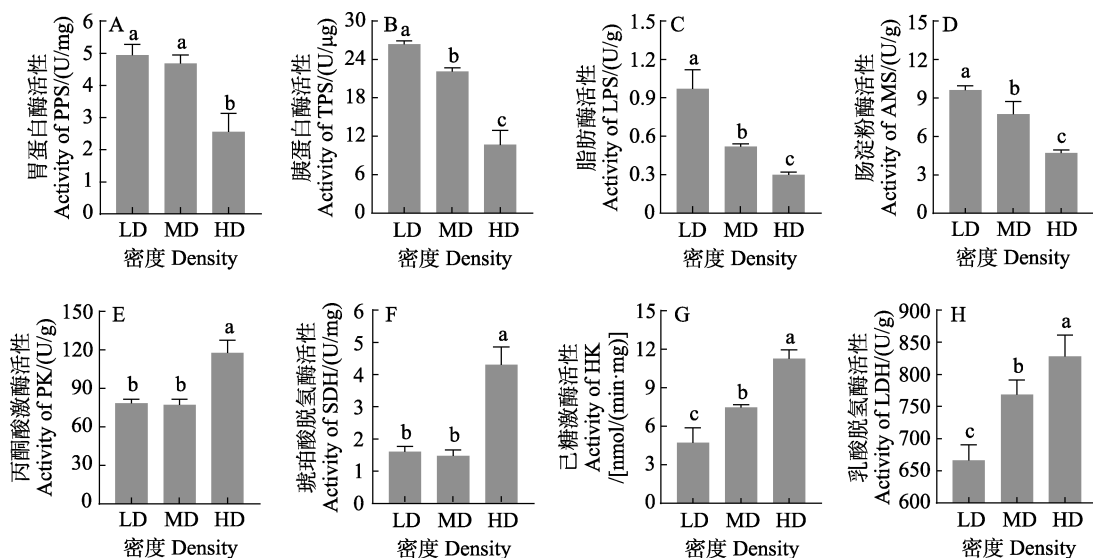 A
胃蛋白酶活性
Activity of PPS/(U/mg)
6
5
4
3
2
1
0
a
a
b
LD MD HD
密度 Density
B
胰蛋白酶活性
Activity of TPS/(U/μg)
30
24
18
12
6
0
a
b
c
LD MD HD
密度 Density
C
脂肪酶活性
Activity of LPS/(U/g)
1.5
1.2
0.9
0.6
0.3
0
a
b
c
LD MD HD
密度 Density
D
肠淀粉酶活性
Activity of AMS/(U/g)
15
12
9
6
3
0
a
b
c
LD MD HD
密度 Density
E
丙酮酸激酶活性
Activity of PK/(U/g)
150
120
90
60
30
0
b
b
a
LD MD HD
密度 Density
F
琥珀酸脱氢酶活性
Activity of SDH/(U/mg)
6
5
4
3
2
1
0
b
b
a
LD MD HD
密度 Density
G
己糖激酶活性
Activity of HK
/[nmol/(min·mg)]
15
12
9
6
3
0
c
b
a
LD MD HD
密度 Density
H
乳酸脱氢酶活性
Activity of LDH/(U/g)
900
850
800
750
700
650
600
c
b
a
LD MD HD
密度 Density